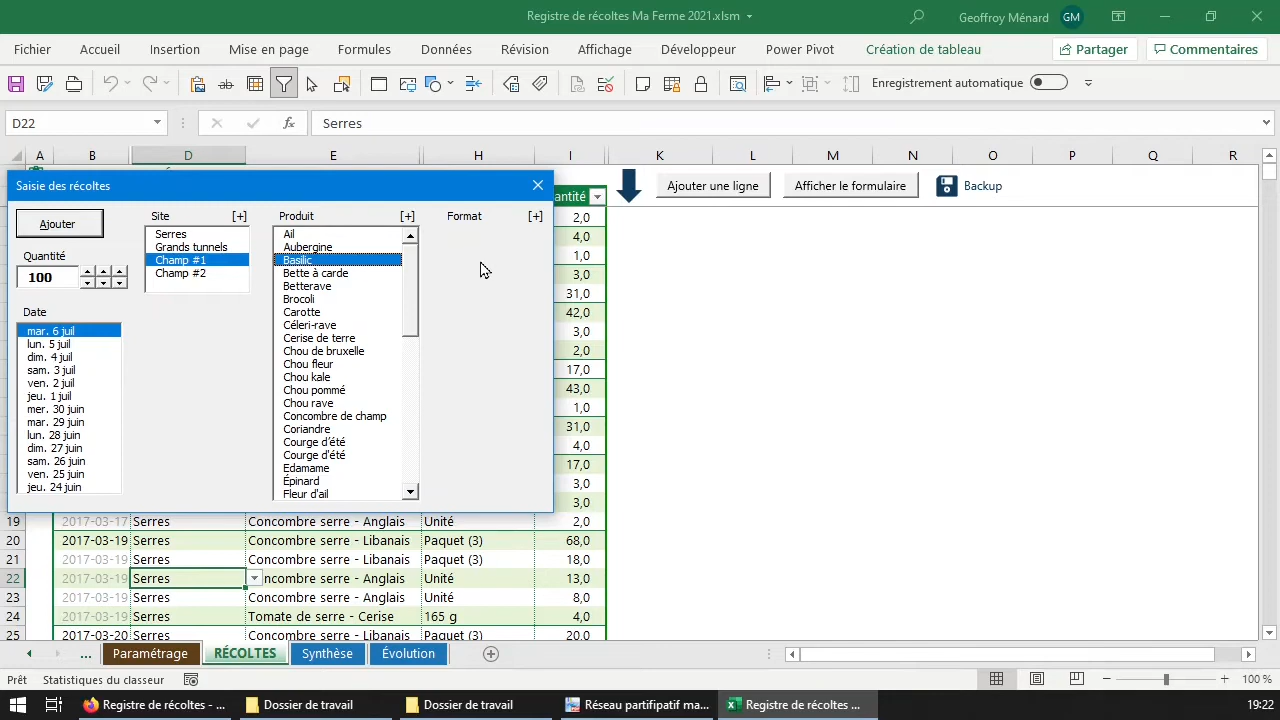 Registre de récoltes Ma Ferme 2021.xlsm
Geoffroy Ménard GM
Fichier Accueil Insertion Mise en page Formules Données Révision Affichage Développeur Power Pivot Création de tableau Partager Commentaires
Enregistrement automatique
D22 fx Serres
A B D E H I K L M N O P Q R
Saisie des récoltes
antité
Ajouter une ligne Afficher le formulaire Backup
Ajouter
Quantité
100
Date
mar. 6 juil
lun. 5 juil
dim. 4 juil
sam. 3 juil
ven. 2 juil
jeu. 1 juil
mer. 30 juin
mar. 29 juin
lun. 28 juin
dim. 27 juin
sam. 26 juin
ven. 25 juin
jeu. 24 juin
Site [+]
Serres
Grands tunnels
Champ #1
Champ #2
Produit [+]
Ail
Aubergine
Basilic
Bette à carde
Betterave
Brocoli
Carotte
Céleri-rave
Cerise de terre
Chou de bruxelle
Chou fleur
Chou kale
Chou pommé
Chou rave
Concombre de champ
Coriandre
Courge d'été
Courge d'été
Edamame
Épinard
Fleur d'ail
Format [+]
2,0
4,0
1,0
3,0
31,0
42,0
3,0
2,0
17,0
43,0
1,0
31,0
4,0
17,0
3,0
3,0
19 2017-03-17 Serres Concombre serre - Anglais Unité 2,0
20 2017-03-19 Serres Concombre serre - Libanais Paquet (3) 68,0
21 2017-03-19 Serres Concombre serre - Libanais Paquet (3) 18,0
22 2017-03-19 Serres oncombre serre - Anglais Unité 13,0
23 2017-03-19 Serres Concombre serre - Anglais Unité 8,0
24 2017-03-19 Serres Tomate de serre - Cerise 165 g 4,0
25 2017-03-20 Serres Concombre serre - Libanais Paquet (3) 20,0
... Paramétrage RÉCOLTES Synthèse Évolution
Prêt Statistiques du classeur 100 %
Registre de récoltes - ... Dossier de travail Dossier de travail Réseau partifipatif ma... Registre de récoltes ... 19:22